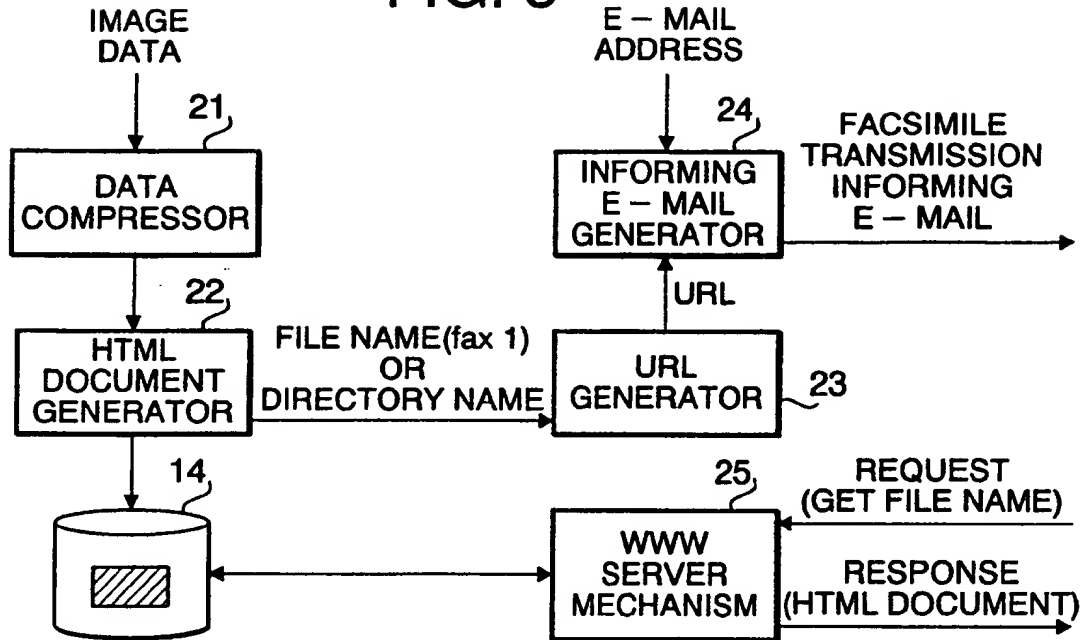 IMAGE
DATA
E – MAIL
ADDRESS
21
DATA
COMPRESSOR
24
INFORMING
E – MAIL
GENERATOR
FACSIMILE
TRANSMISSION
INFORMING
E – MAIL
URL
22
HTML
DOCUMENT
GENERATOR
FILE NAME(fax 1)
OR
DIRECTORY NAME
URL
GENERATOR
23
14
25
WWW
SERVER
MECHANISM
REQUEST
(GET FILE NAME)
RESPONSE
(HTML DOCUMENT)